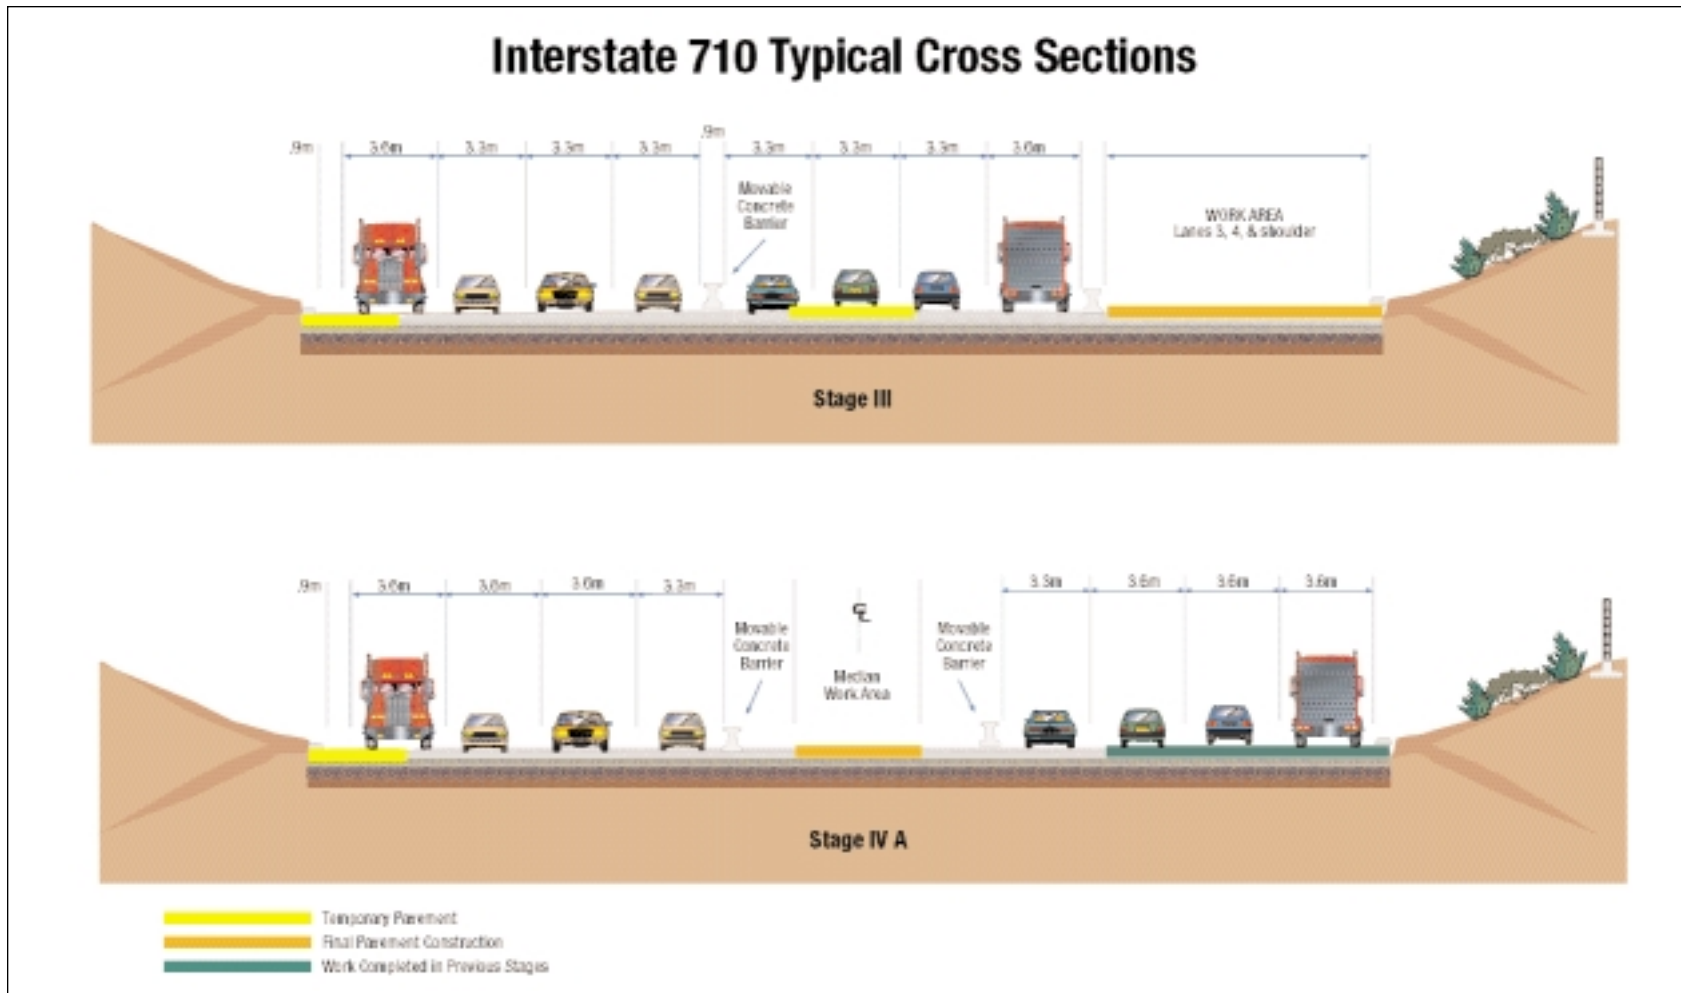 Interstate 710 Typical Cross Sections
.9m
.9m 3.6m 3.3m 3.3m 3.3m 3.3m 3.3m 3.3m 3.6m
Movable
Concrete
Barrier
WORK AREA
Lanes 3, 4, & shoulder
Stage III
.9m 3.6m 3.6m 3.6m 3.3m 3.3m 3.6m 3.6m 3.6m
CL
Movable
Concrete
Barrier
Median
Work Area
Movable
Concrete
Barrier
Stage IV A
Temporary Pavement
Final Pavement Construction
Work Completed in Previous Stages